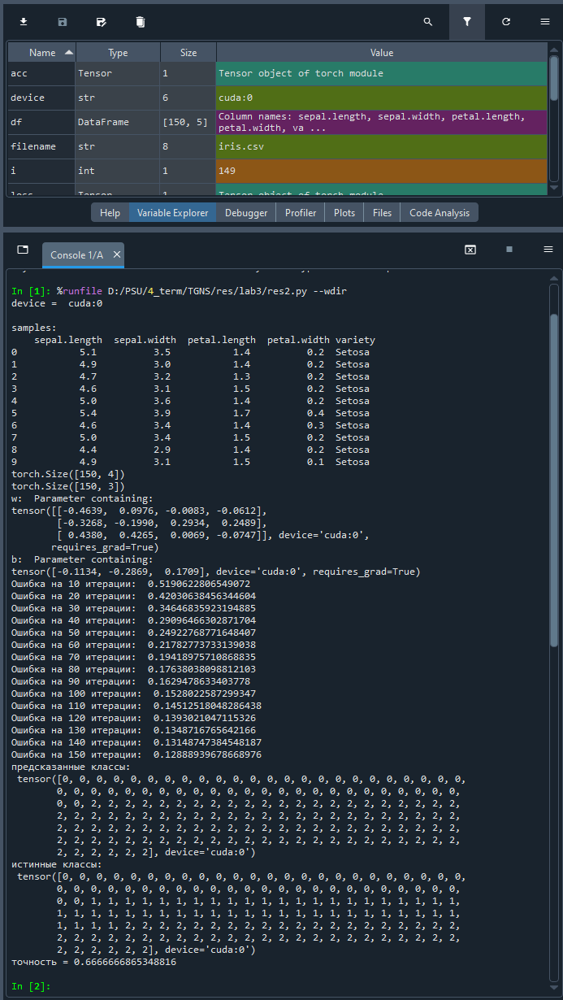 Name Type Size Value
acc Tensor 1 Tensor object of torch module
device str 6 cuda:0
df DataFrame [150, 5] Column names: sepal.length, sepal.width, petal.length,
petal.width, va ...
filename str 8 iris.csv
i int 1 149
loss Tensor 1 Tensor object of torch module
Help Variable Explorer Debugger Profiler Plots Files Code Analysis
Console 1/A
In [1]: %runfile D:/PSU/4_term/TGNS/res/lab3/res2.py --wdir
device =  cuda:0
samples:
sepal.length  sepal.width  petal.length  petal.width variety
0           5.1          3.5           1.4          0.2  Setosa
1           4.9          3.0           1.4          0.2  Setosa
2           4.7          3.2           1.3          0.2  Setosa
3           4.6          3.1           1.5          0.2  Setosa
4           5.0          3.6           1.4          0.2  Setosa
5           5.4          3.9           1.7          0.4  Setosa
6           4.6          3.4           1.4          0.3  Setosa
7           5.0          3.4           1.5          0.2  Setosa
8           4.4          2.9           1.4          0.2  Setosa
9           4.9          3.1           1.5          0.1  Setosa
torch.Size([150, 4])
torch.Size([150, 3])
w:  Parameter containing:
tensor([[-0.4639,  0.0976, -0.0083, -0.0612],
[-0.3268, -0.1990,  0.2934,  0.2489],
[ 0.4380,  0.4265,  0.0069, -0.0747]], device='cuda:0',
requires_grad=True)
b:  Parameter containing:
tensor([-0.1134, -0.2869,  0.1709], device='cuda:0', requires_grad=True)
Ошибка на 10 итерации:  0.5190622806549072
Ошибка на 20 итерации:  0.42030638456344604
Ошибка на 30 итерации:  0.34646835923194885
Ошибка на 40 итерации:  0.29096466302871704
Ошибка на 50 итерации:  0.24922768771648407
Ошибка на 60 итерации:  0.21782773733139038
Ошибка на 70 итерации:  0.19418975710868835
Ошибка на 80 итерации:  0.17638038098812103
Ошибка на 90 итерации:  0.1629478633403778
Ошибка на 100 итерации:  0.1528022587299347
Ошибка на 110 итерации:  0.14512518048286438
Ошибка на 120 итерации:  0.1393021047115326
Ошибка на 130 итерации:  0.1348716765642166
Ошибка на 140 итерации:  0.13148747384548187
Ошибка на 150 итерации:  0.12888939678668976
предсказанные классы:
tensor([0, 0, 0, 0, 0, 0, 0, 0, 0, 0, 0, 0, 0, 0, 0, 0, 0, 0, 0, 0, 0, 0, 0, 0,
0, 0, 0, 0, 0, 0, 0, 0, 0, 0, 0, 0, 0, 0, 0, 0, 0, 0, 0, 0, 0, 0, 0, 0,
0, 0, 2, 2, 2, 2, 2, 2, 2, 2, 2, 2, 2, 2, 2, 2, 2, 2, 2, 2, 2, 2, 2, 2,
2, 2, 2, 2, 2, 2, 2, 2, 2, 2, 2, 2, 2, 2, 2, 2, 2, 2, 2, 2, 2, 2, 2, 2,
2, 2, 2, 2, 2, 2, 2, 2, 2, 2, 2, 2, 2, 2, 2, 2, 2, 2, 2, 2, 2, 2, 2, 2,
2, 2, 2, 2, 2, 2, 2, 2, 2, 2, 2, 2, 2, 2, 2, 2, 2, 2, 2, 2, 2, 2, 2, 2,
2, 2, 2, 2, 2, 2], device='cuda:0')
истинные классы:
tensor([0, 0, 0, 0, 0, 0, 0, 0, 0, 0, 0, 0, 0, 0, 0, 0, 0, 0, 0, 0, 0, 0, 0, 0,
0, 0, 0, 0, 0, 0, 0, 0, 0, 0, 0, 0, 0, 0, 0, 0, 0, 0, 0, 0, 0, 0, 0, 0,
0, 0, 1, 1, 1, 1, 1, 1, 1, 1, 1, 1, 1, 1, 1, 1, 1, 1, 1, 1, 1, 1, 1, 1,
1, 1, 1, 1, 1, 1, 1, 1, 1, 1, 1, 1, 1, 1, 1, 1, 1, 1, 1, 1, 1, 1, 1, 1,
1, 1, 1, 1, 2, 2, 2, 2, 2, 2, 2, 2, 2, 2, 2, 2, 2, 2, 2, 2, 2, 2, 2, 2,
2, 2, 2, 2, 2, 2, 2, 2, 2, 2, 2, 2, 2, 2, 2, 2, 2, 2, 2, 2, 2, 2, 2, 2,
2, 2, 2, 2, 2, 2], device='cuda:0')
точность = 0.6666666865348816
In [2]: